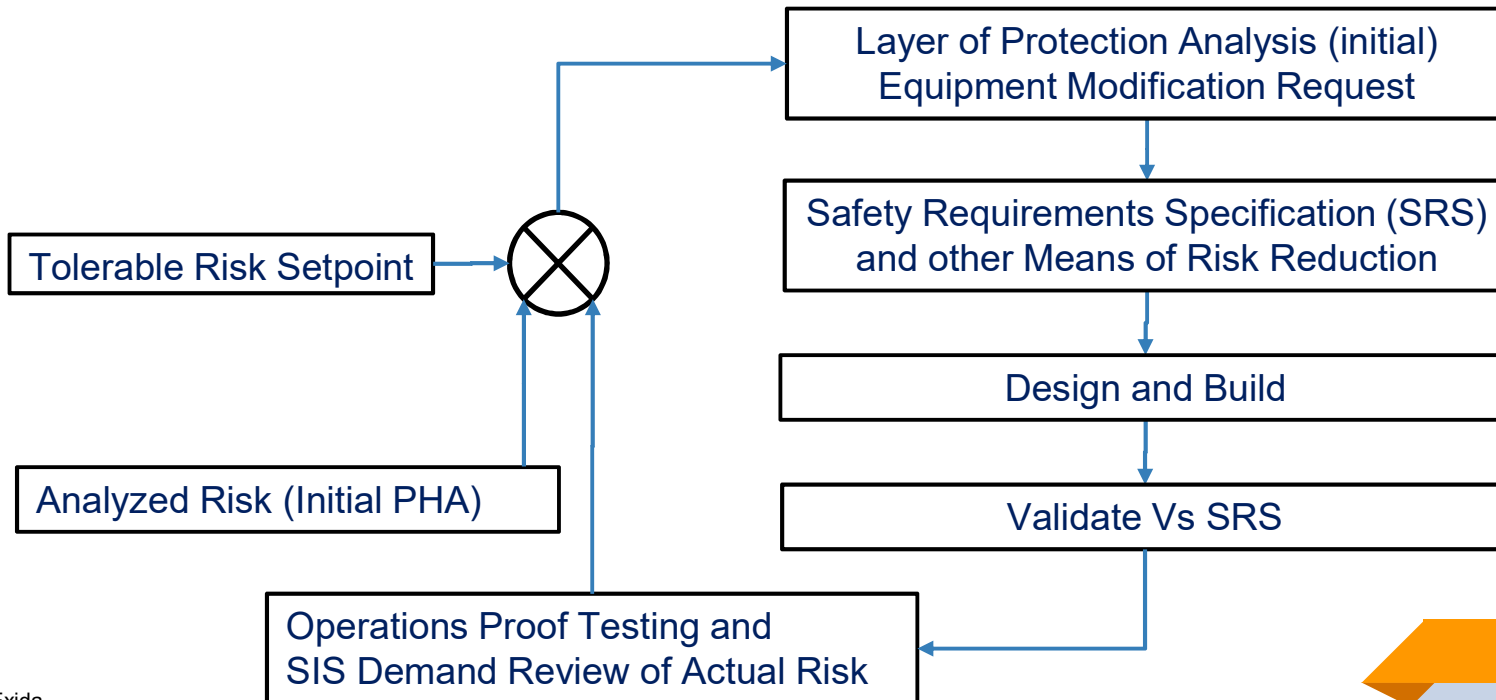 Layer of Protection Analysis (initial)
Equipment Modification Request
Safety Requirements Specification (SRS)
and other Means of Risk Reduction
Tolerable Risk Setpoint
Design and Build
Analyzed Risk (Initial PHA)
Validate Vs SRS
Operations Proof Testing and
SIS Demand Review of Actual Risk